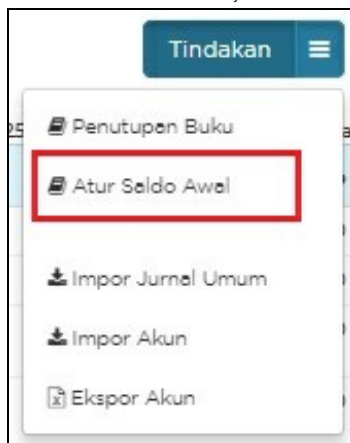 Tindakan
Penutupan Buku
Atur Saldo Awal
Impor Jurnal Umum
Impor Akun
Ekspor Akun